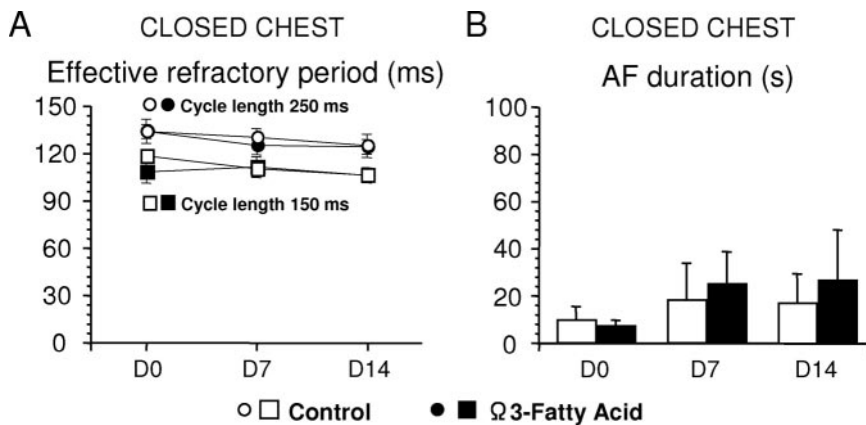 A CLOSED CHEST
Effective refractory period (ms)
150
120
90
60
30
0
Cycle length 250 ms
Cycle length 150 ms
D0 D7 D14
B CLOSED CHEST
AF duration (s)
100
80
60
40
20
0
D0 D7 D14
Control Ω3-Fatty Acid